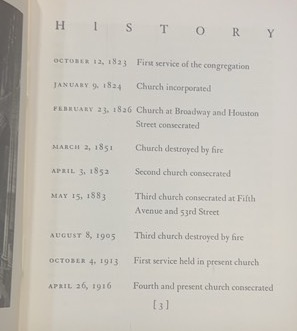 HISTORY
OCTOBER 12, 1823 First service of the congregation
JANUARY 9, 1824 Church incorporated
FEBRUARY 23, 1826 Church at Broadway and Houston
Street consecrated
MARCH 2, 1851 Church destroyed by fire
APRIL 3, 1852 Second church consecrated
MAY 15, 1883 Third church consecrated at Fifth
Avenue and 53rd Street
AUGUST 8, 1905 Third church destroyed by fire
OCTOBER 4, 1913 First service held in present church
APRIL 26, 1916 Fourth and present church consecrated
[3]